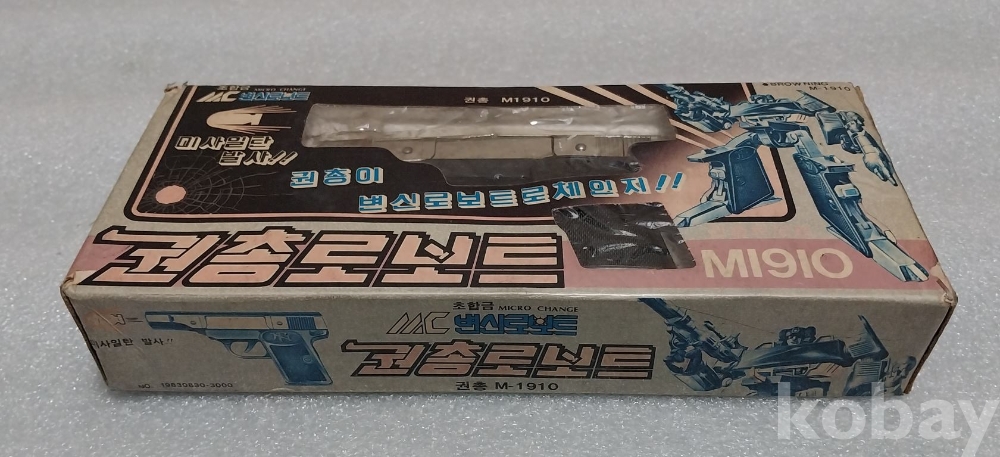 초합금 MICRO CHANGE
MC 변신로보트
권총 M1910
BROWNING
M-1910
미사일탄
발사!!
권총이
변신로보트로체인지!!
권총로보트
M1910
초합금 MICRO CHANGE
MC 변신로보트
미사일탄 발사!!
권총로보트
권총 M-1910
NO. 19830830-3000
kobay